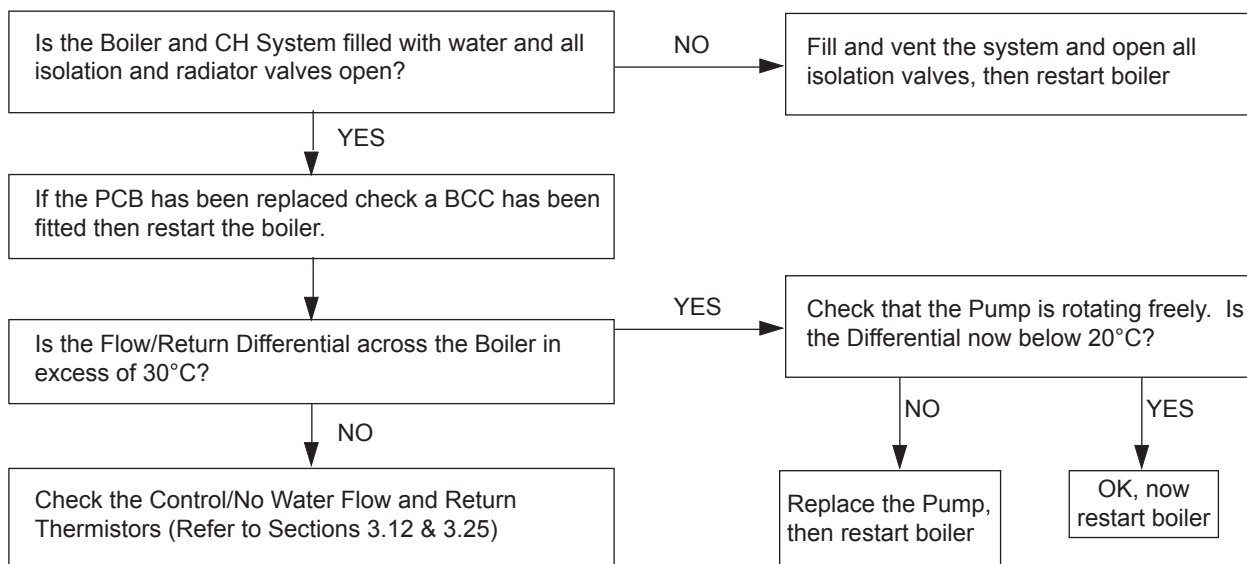 Is the Boiler and CH System filled with water and all
isolation and radiator valves open?
NO
Fill and vent the system and open all
isolation valves, then restart boiler
YES
If the PCB has been replaced check a BCC has been
fitted then restart the boiler.
Is the Flow/Return Differential across the Boiler in
excess of 30°C?
YES
Check that the Pump is rotating freely.  Is
the Differential now below 20°C?
NO
Check the Control/No Water Flow and Return
Thermistors (Refer to Sections 3.12 & 3.25)
NO
Replace the Pump,
then restart boiler
YES
OK, now
restart boiler